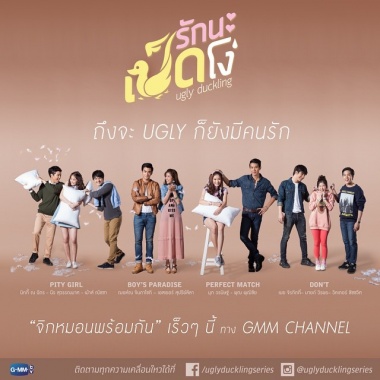 รักนะ
เป็ดโง่
ugly duckling
ถึงจะ UGLY ก็ยังมีคนรัก
PITY GIRL
BOY'S PARADISE
PERFECT MATCH
DON'T
"จิกหมอนพร้อมกัน" เร็วๆ นี้ ทาง GMM CHANNEL
GMM
ติดตามทุกความเคลื่อนไหวได้ที่ /uglyducklingseries /uglyducklingseries